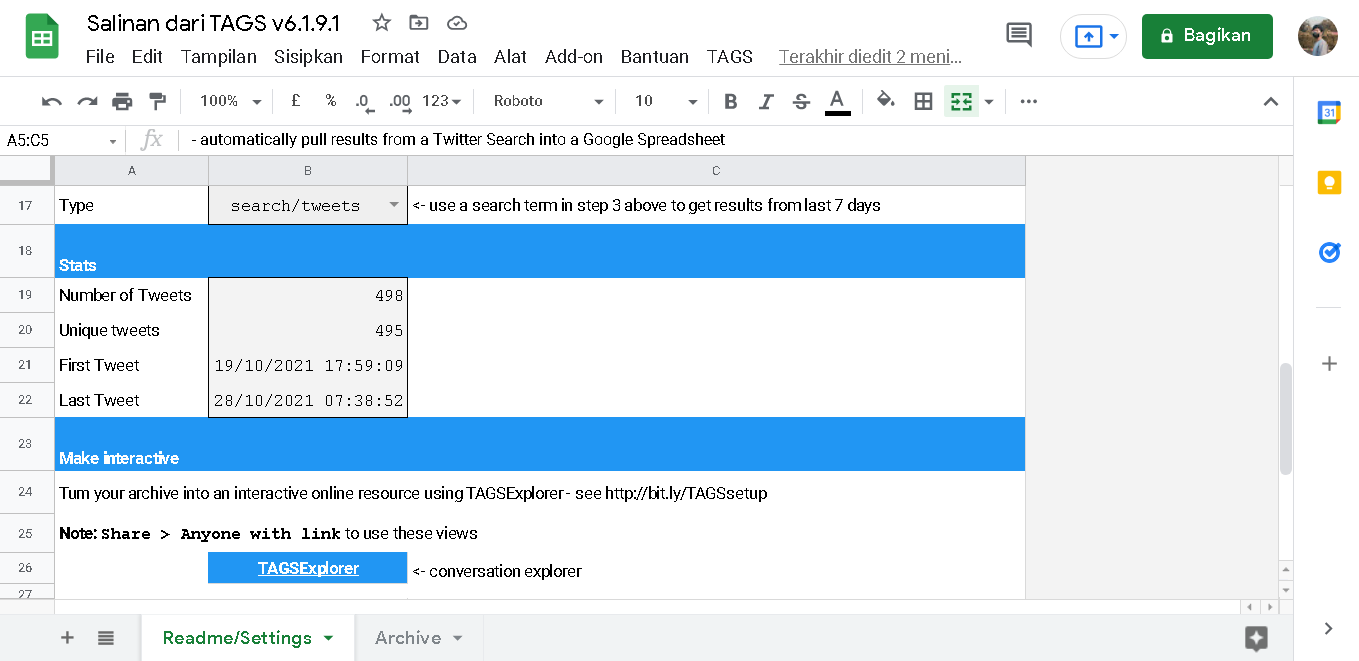 Salinan dari TAGS v6.1.9.1
File Edit Tampilan Sisipkan Format Data Alat Add-on Bantuan TAGS Terakhir diedit 2 meni...
Bagikan
100% £ % .0 .00 123 Roboto 10 B I S A
31
A5:C5 fx - automatically pull results from a Twitter Search into a Google Spreadsheet
A B C
17 Type search/tweets <- use a search term in step 3 above to get results from last 7 days
18 Stats
19 Number of Tweets 498
20 Unique tweets 495
21 First Tweet 19/10/2021 17:59:09
22 Last Tweet 28/10/2021 07:38:52
23 Make interactive
24 Turn your archive into an interactive online resource using TAGSExplorer - see http://bit.ly/TAGSsetup
25 Note: Share > Anyone with link to use these views
26 TAGSExplorer <- conversation explorer
27
Readme/Settings Archive